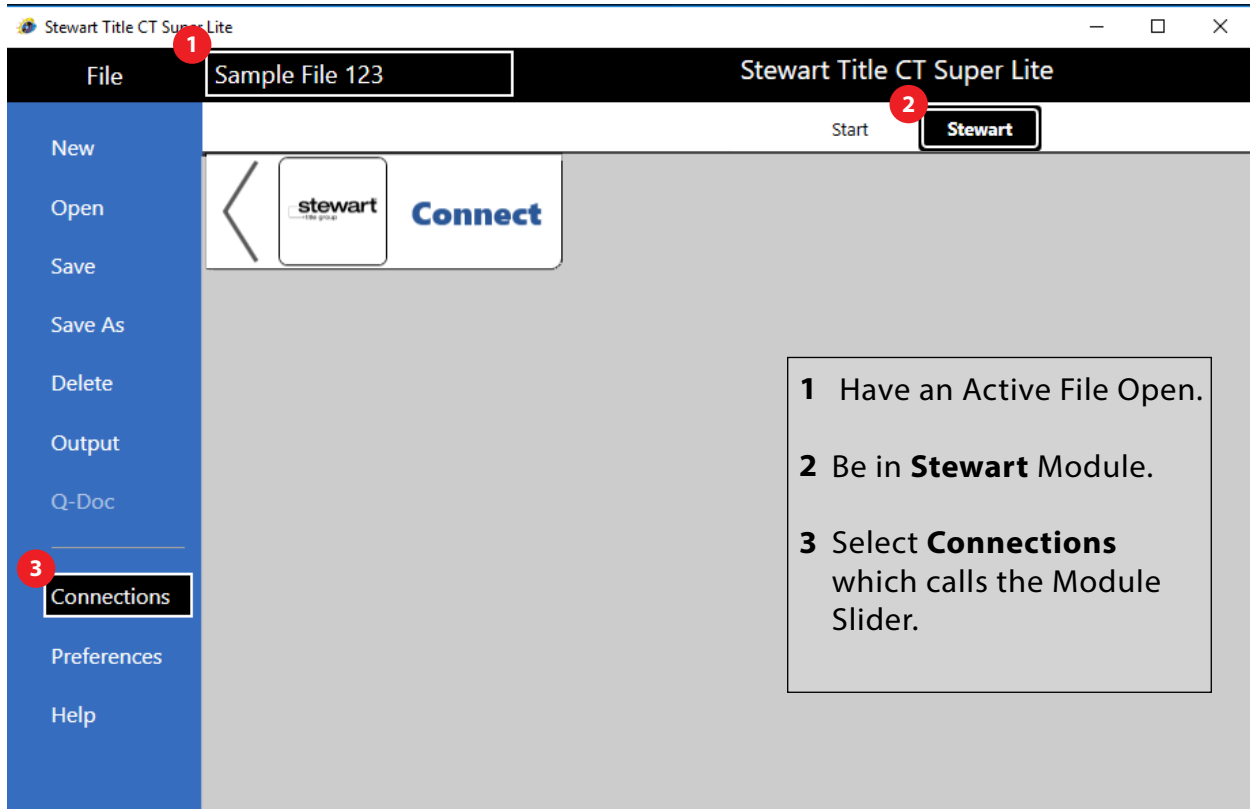 Stewart Title CT Super Lite
1
File
Sample File 123
Stewart Title CT Super Lite
2
Start
Stewart
New
Open
Save
Save As
Delete
Output
Q-Doc
3
Connections
Preferences
Help
stewart
title group
Connect
1 Have an Active File Open.
2 Be in Stewart Module.
3 Select Connections
which calls the Module
Slider.